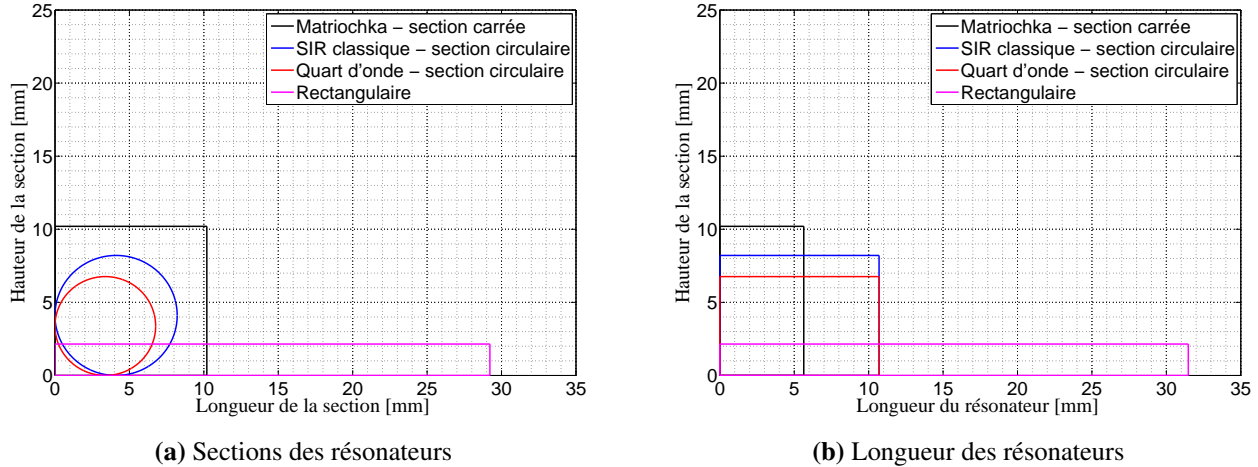 25
20
15
10
5
0
0 5 10 15 20 25 30 35
Hauteur de la section [mm]
Longueur de la section [mm]
Matriochka − section carrée
SIR classique − section circulaire
Quart d'onde − section circulaire
Rectangulaire
(a) Sections des résonateurs
25
20
15
10
5
0
0 5 10 15 20 25 30 35
Hauteur de la section [mm]
Longueur du résonateur [mm]
Matriochka − section carrée
SIR classique − section circulaire
Quart d'onde − section circulaire
Rectangulaire
(b) Longueur des résonateurs